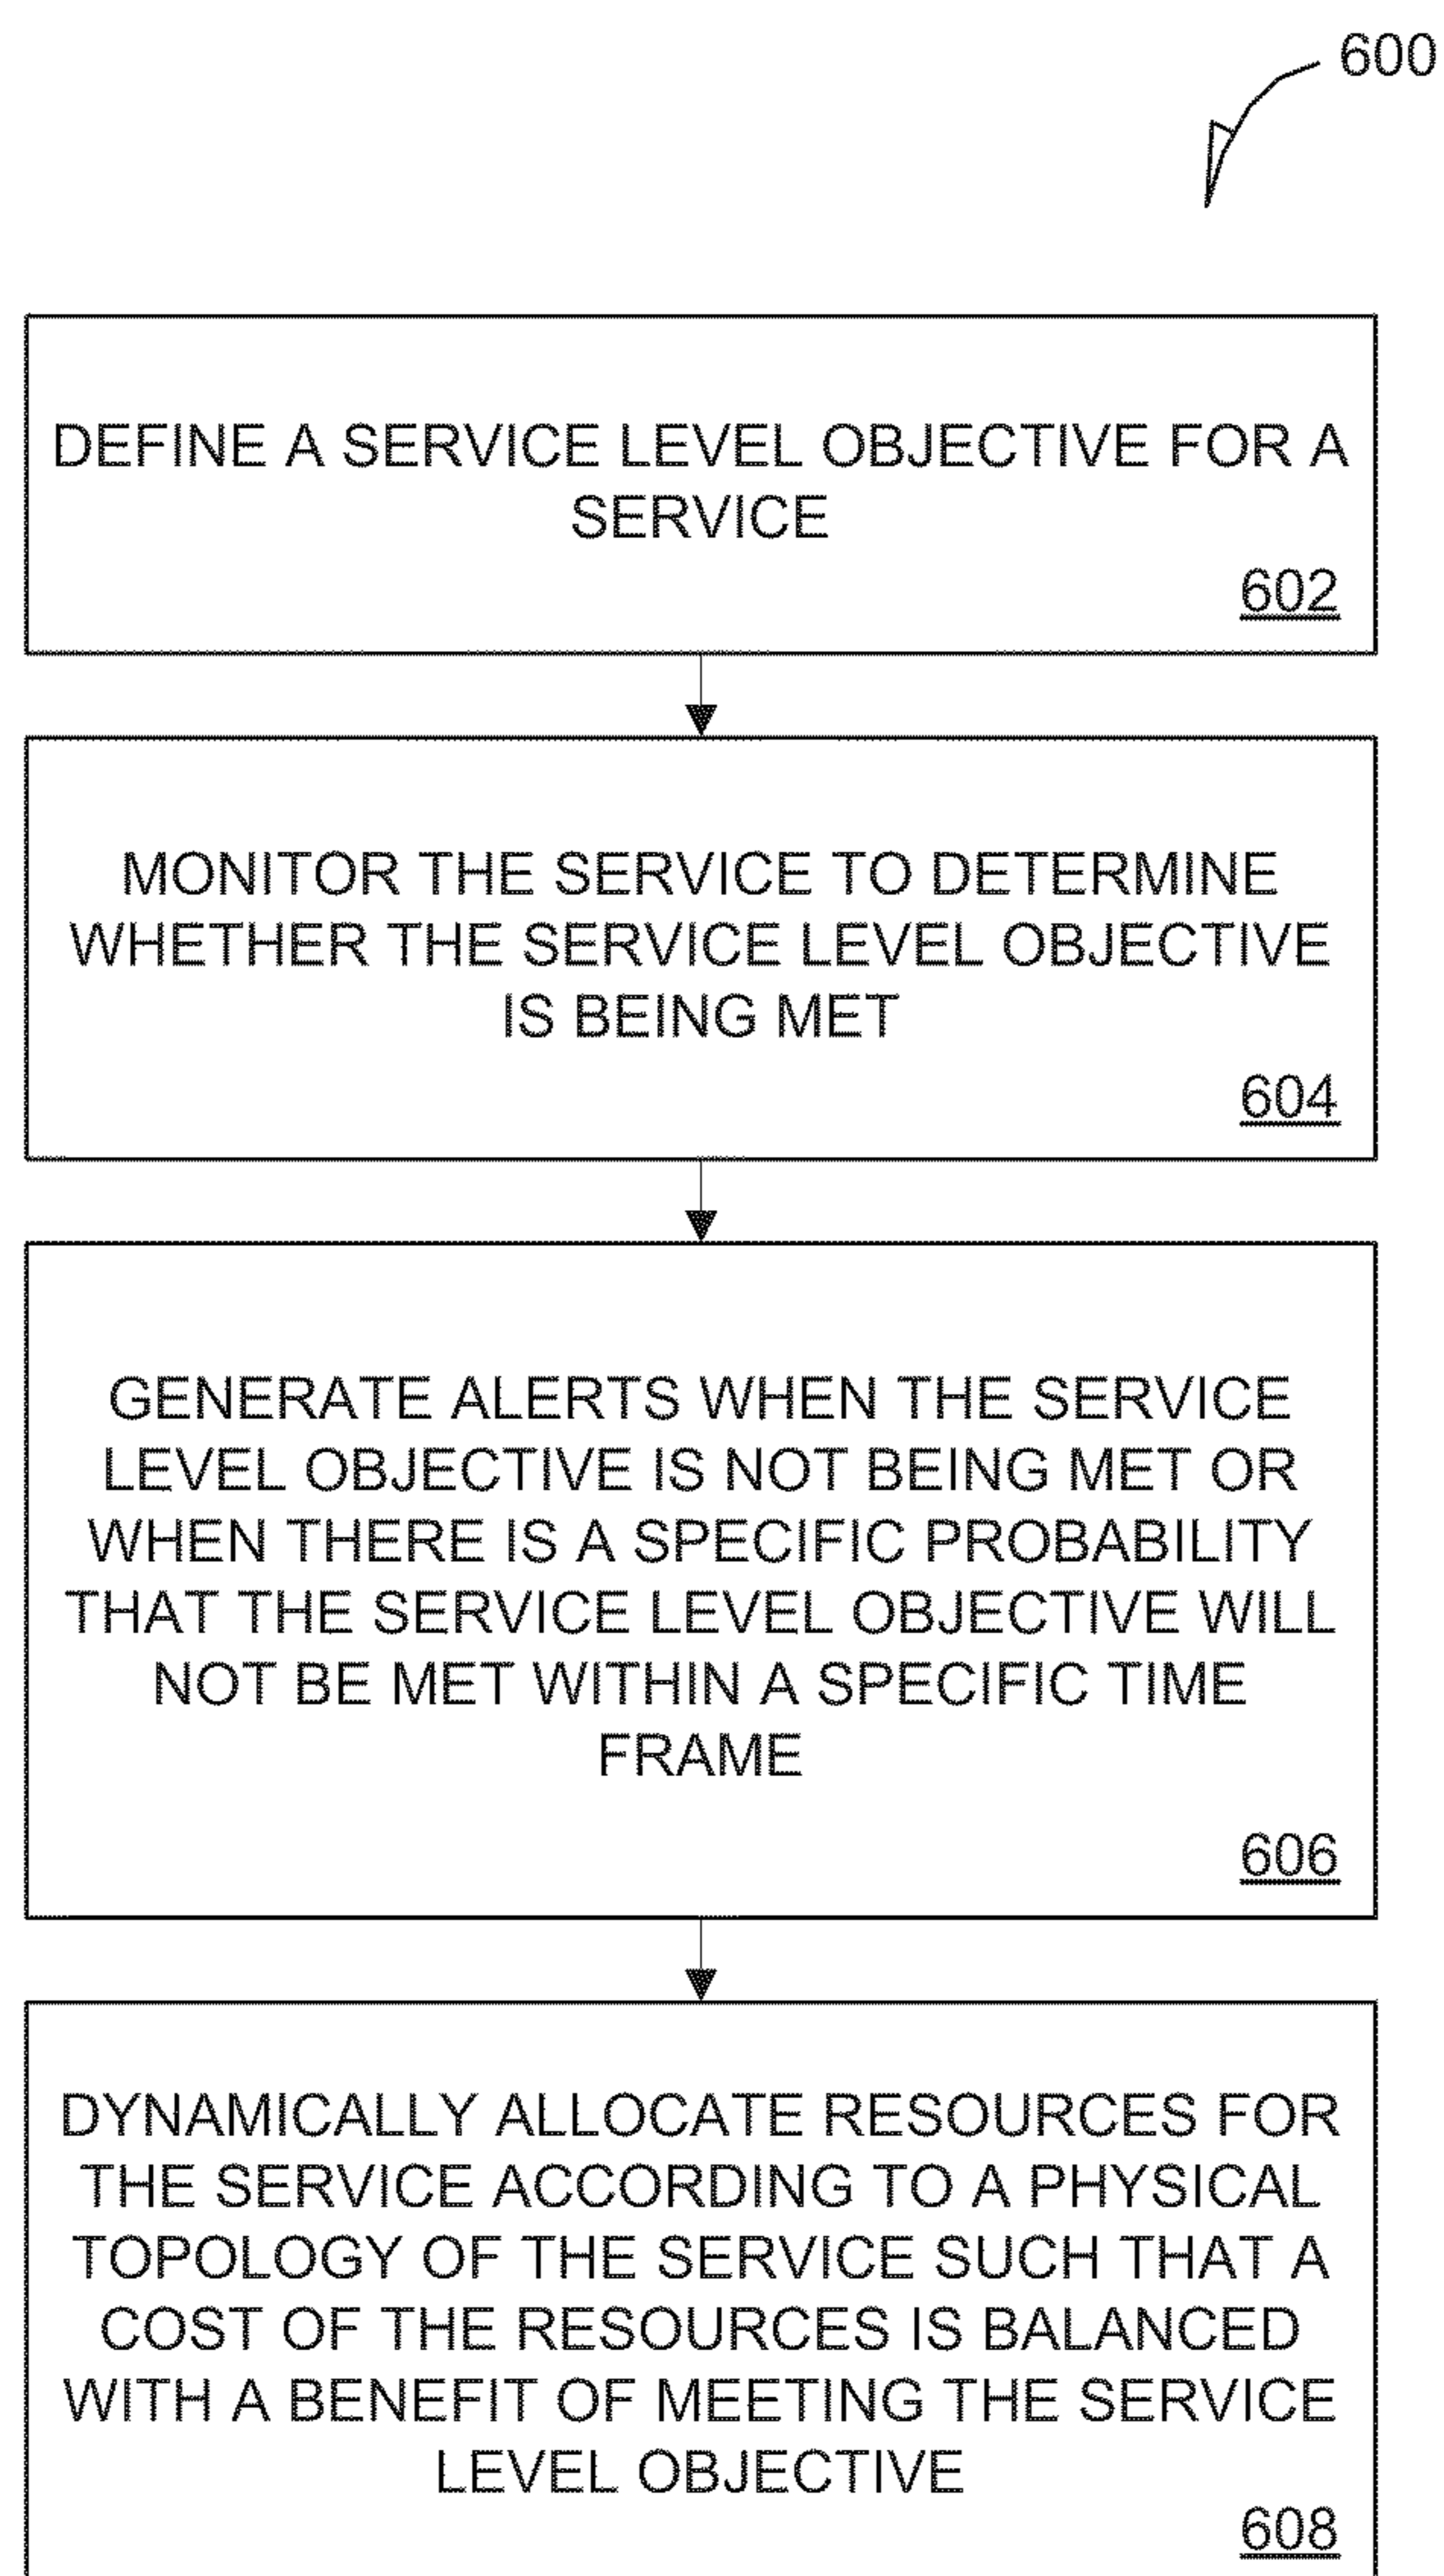 600
DEFINE A SERVICE LEVEL OBJECTIVE FOR A
SERVICE
602
MONITOR THE SERVICE TO DETERMINE
WHETHER THE SERVICE LEVEL OBJECTIVE
IS BEING MET
604
GENERATE ALERTS WHEN THE SERVICE
LEVEL OBJECTIVE IS NOT BEING MET OR
WHEN THERE IS A SPECIFIC PROBABILITY
THAT THE SERVICE LEVEL OBJECTIVE WILL
NOT BE MET WITHIN A SPECIFIC TIME
FRAME
606
DYNAMICALLY ALLOCATE RESOURCES FOR
THE SERVICE ACCORDING TO A PHYSICAL
TOPOLOGY OF THE SERVICE SUCH THAT A
COST OF THE RESOURCES IS BALANCED
WITH A BENEFIT OF MEETING THE SERVICE
LEVEL OBJECTIVE
608